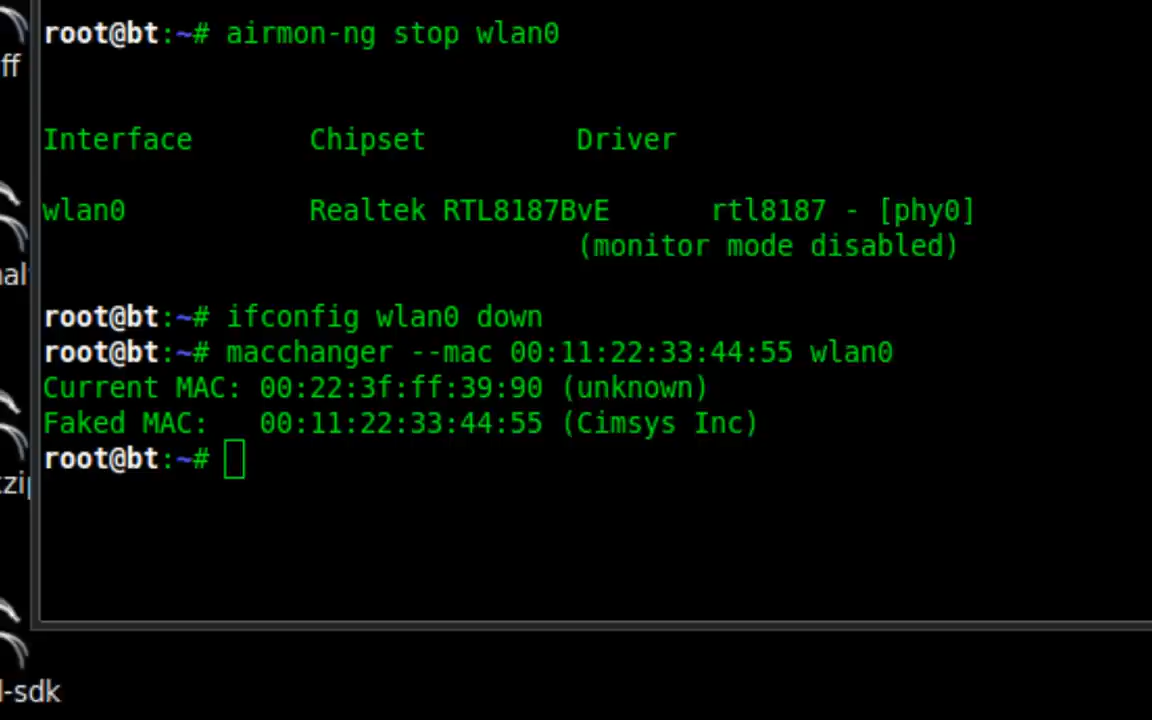 root@bt:~# airmon-ng stop wlan0
ff
Interface Chipset Driver
wlan0 Realtek RTL8187BvE rtl8187 - [phy0]
(monitor mode disabled)
root@bt:~# ifconfig wlan0 down
root@bt:~# macchanger --mac 00:11:22:33:44:55 wlan0
Current MAC: 00:22:3f:ff:39:90 (unknown)
Faked MAC: 00:11:22:33:44:55 (Cimsys Inc)
root@bt:~#
-sdk